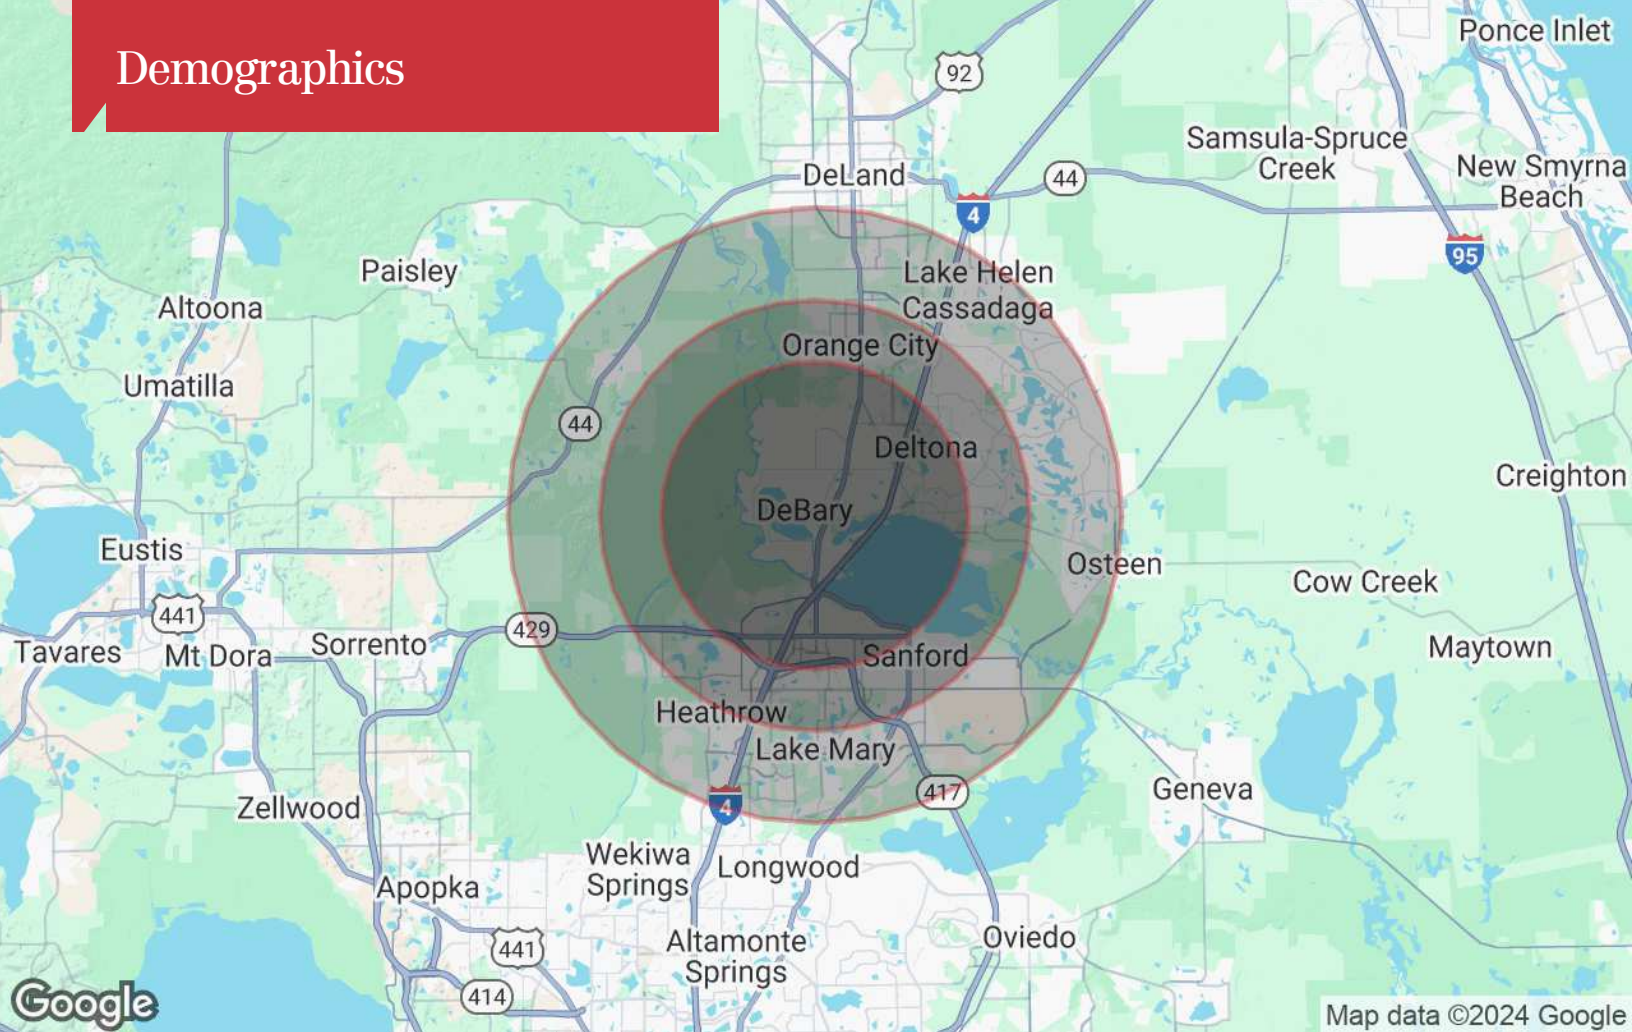 Demographics
Ponce Inlet
92
Samsula-Spruce
Creek
New Smyrna
Beach
DeLand
44
4
95
Paisley
Lake Helen
Altoona
Cassadaga
Orange City
Umatilla
44
Deltona
Creighton
DeBary
Eustis
Osteen
Cow Creek
441
429
Tavares
Mt Dora
Sorrento
Sanford
Maytown
Heathrow
Lake Mary
4
417
Geneva
Zellwood
Wekiwa
Springs
Longwood
Apopka
441
Altamonte
Springs
Oviedo
414
Google
Map data ©2024 Google